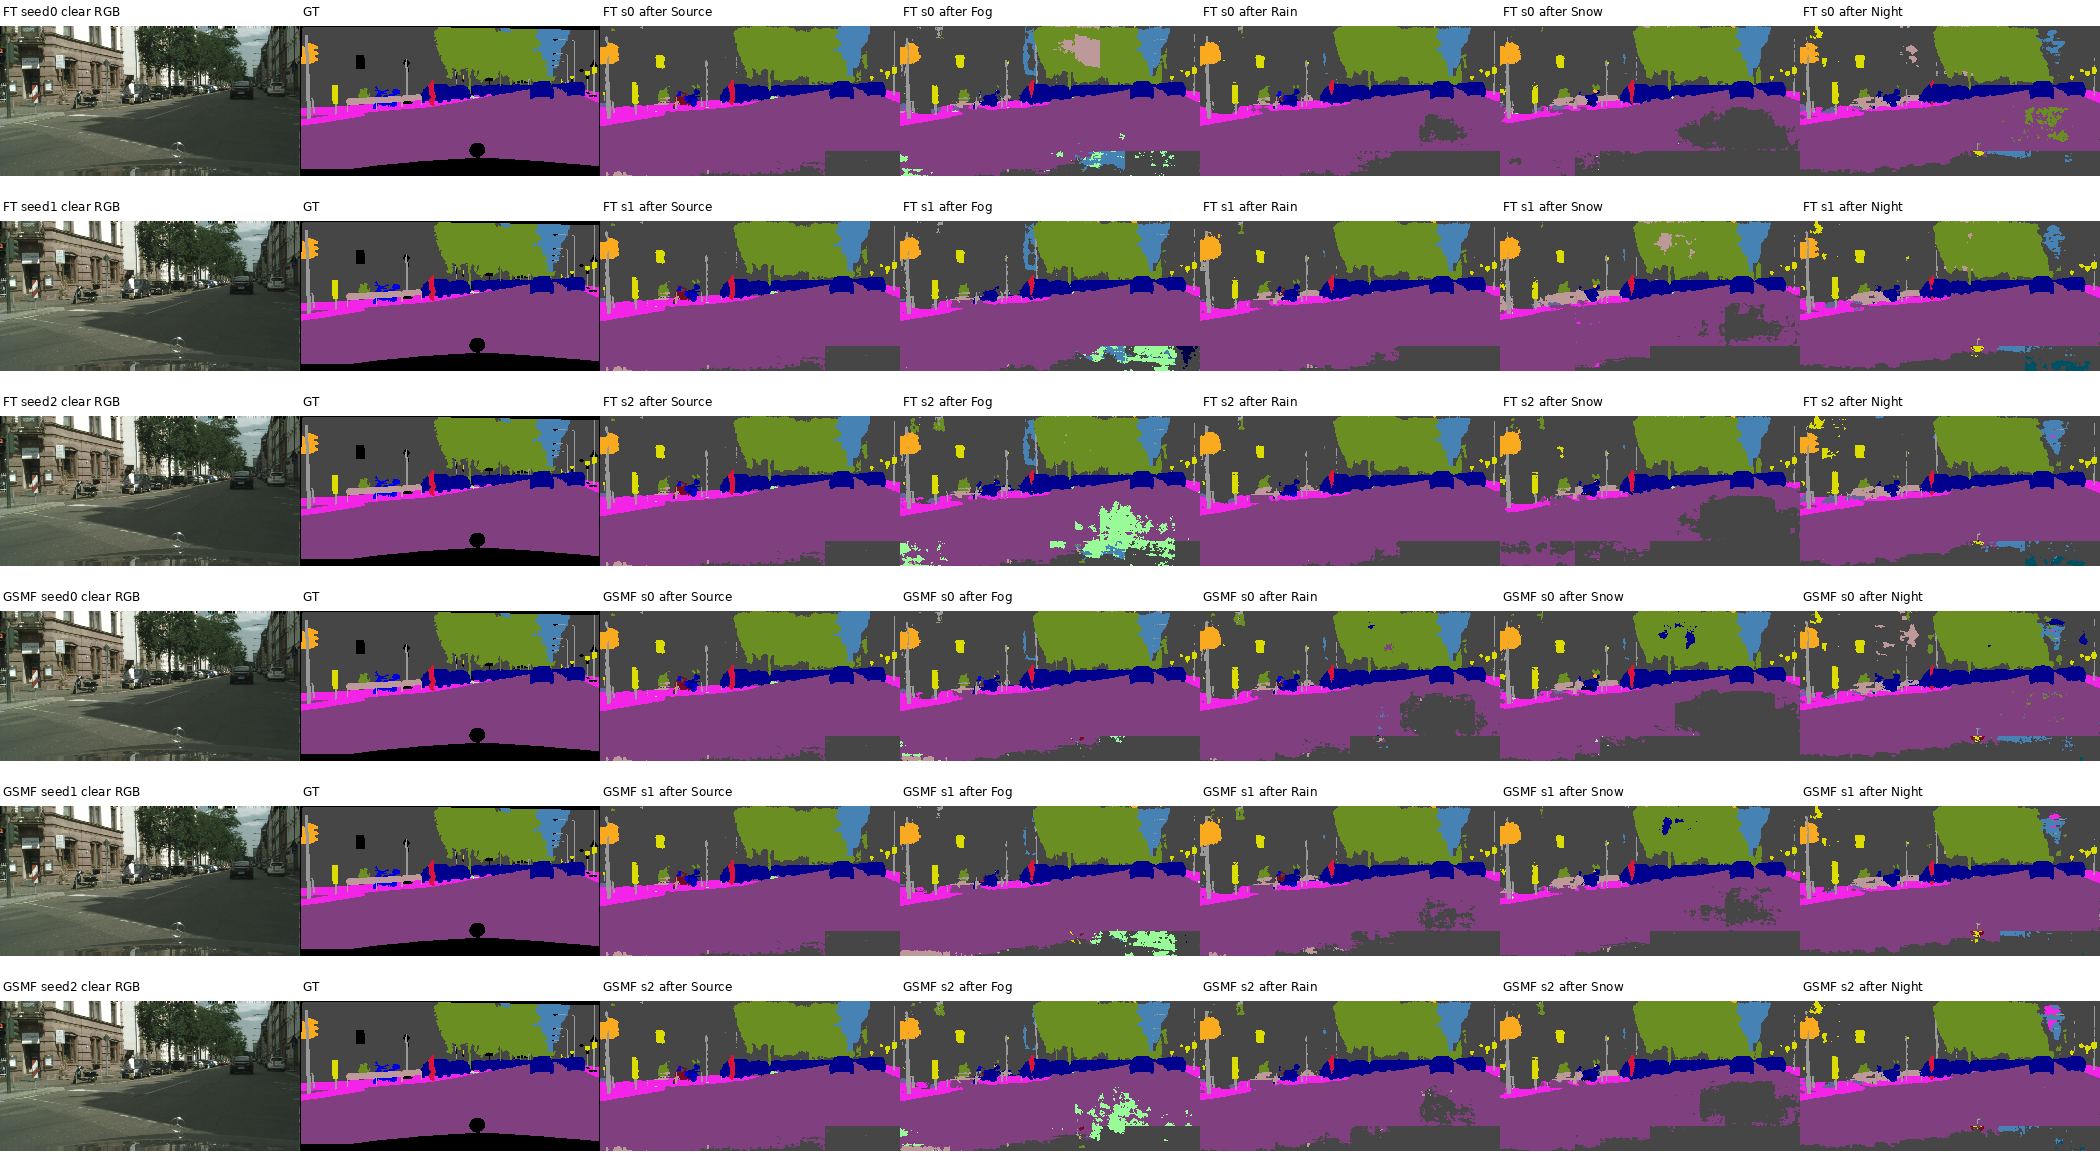 FT seed0 clear RGB GT FT s0 after Source FT s0 after Fog FT s0 after Rain FT s0 after Snow FT s0 after Night
FT seed1 clear RGB GT FT s1 after Source FT s1 after Fog FT s1 after Rain FT s1 after Snow FT s1 after Night
FT seed2 clear RGB GT FT s2 after Source FT s2 after Fog FT s2 after Rain FT s2 after Snow FT s2 after Night
GSMF seed0 clear RGB GT GSMF s0 after Source GSMF s0 after Fog GSMF s0 after Rain GSMF s0 after Snow GSMF s0 after Night
GSMF seed1 clear RGB GT GSMF s1 after Source GSMF s1 after Fog GSMF s1 after Rain GSMF s1 after Snow GSMF s1 after Night
GSMF seed2 clear RGB GT GSMF s2 after Source GSMF s2 after Fog GSMF s2 after Rain GSMF s2 after Snow GSMF s2 after Night